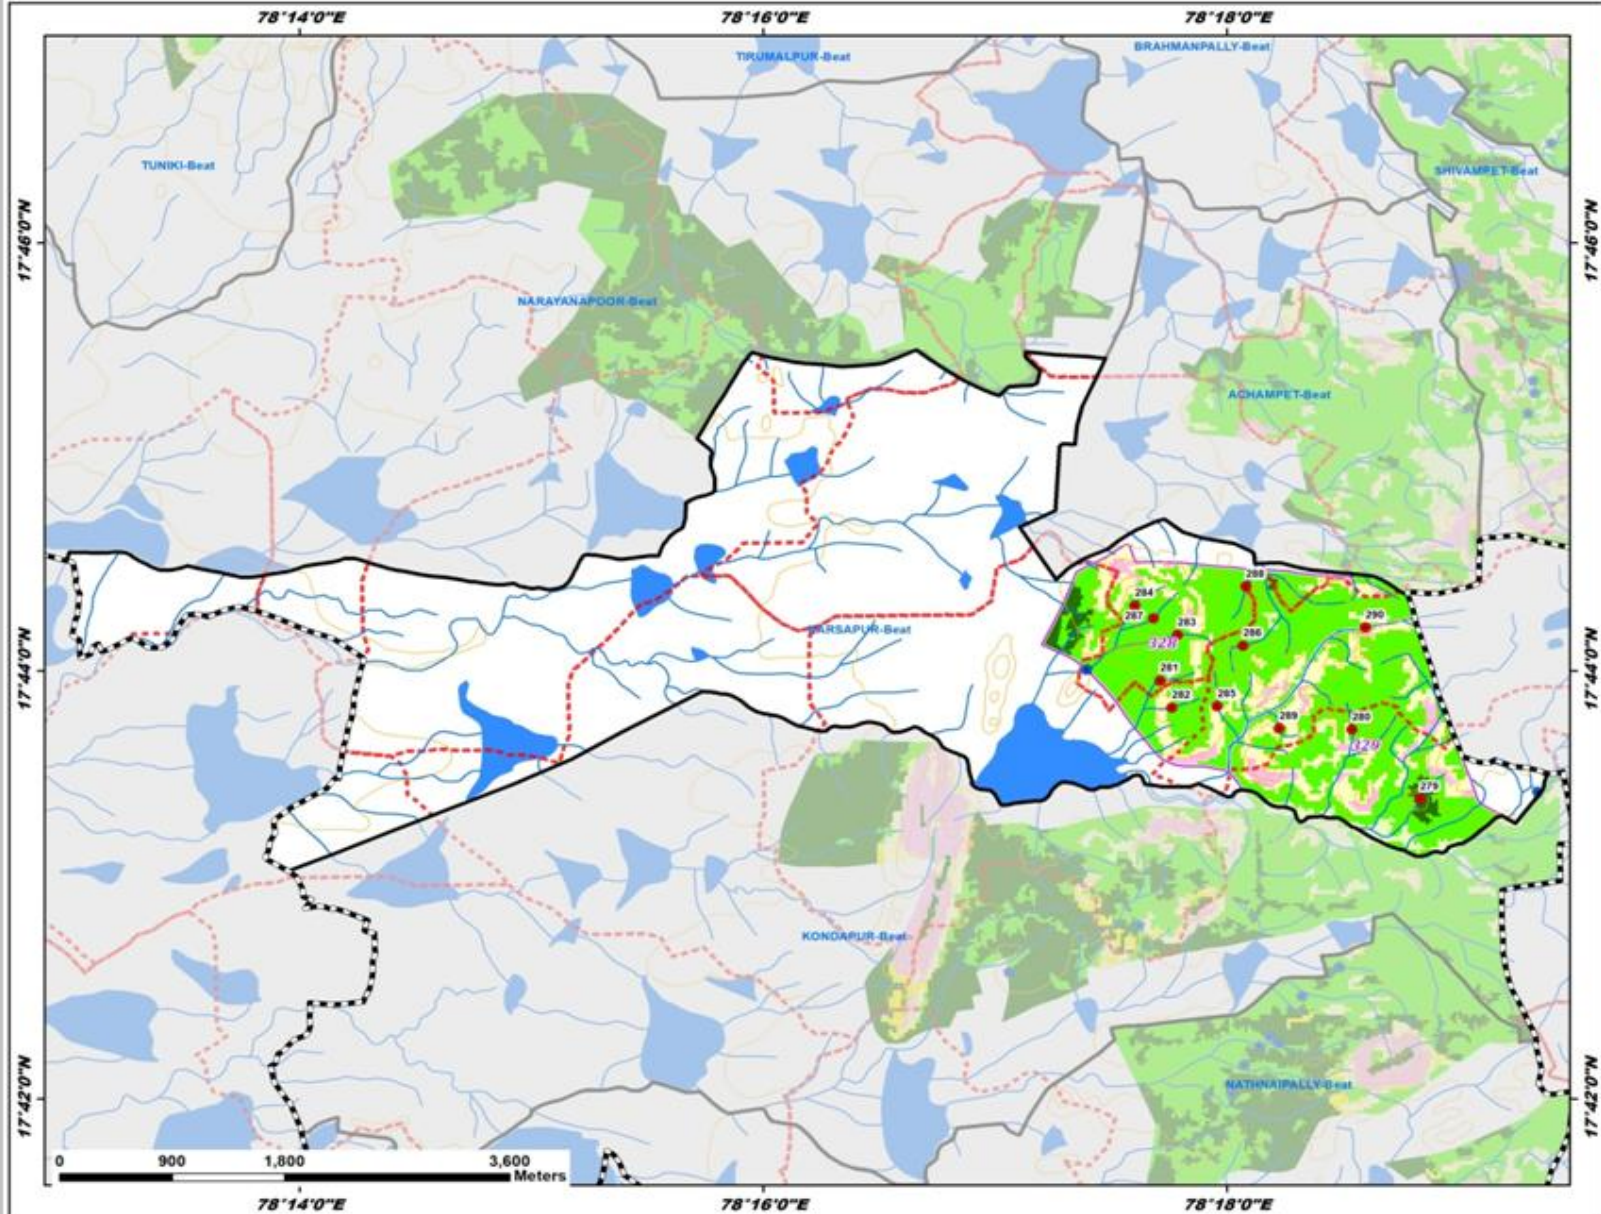 78°14'0"E
78°16'0"E
78°18'0"E
TIRUMALPUR-Beat
BRAHMANPALLY-Beat
TUNIKI-Beat
SHIVAMPET-Beat
17°46'0"N
17°46'0"N
NARAYANAPOOR-Beat
ACHAMPET-Beat
288
284
287
283
290
ARSAPUR-Beat
328
286
17°44'0"N
17°44'0"N
281
282
285
289
280
329
279
KONDAPUR-Beat
NATHNAIPALLY-Beat
17°42'0"N
17°42'0"N
0 900 1,800 3,600
Meters
78°14'0"E
78°16'0"E
78°18'0"E